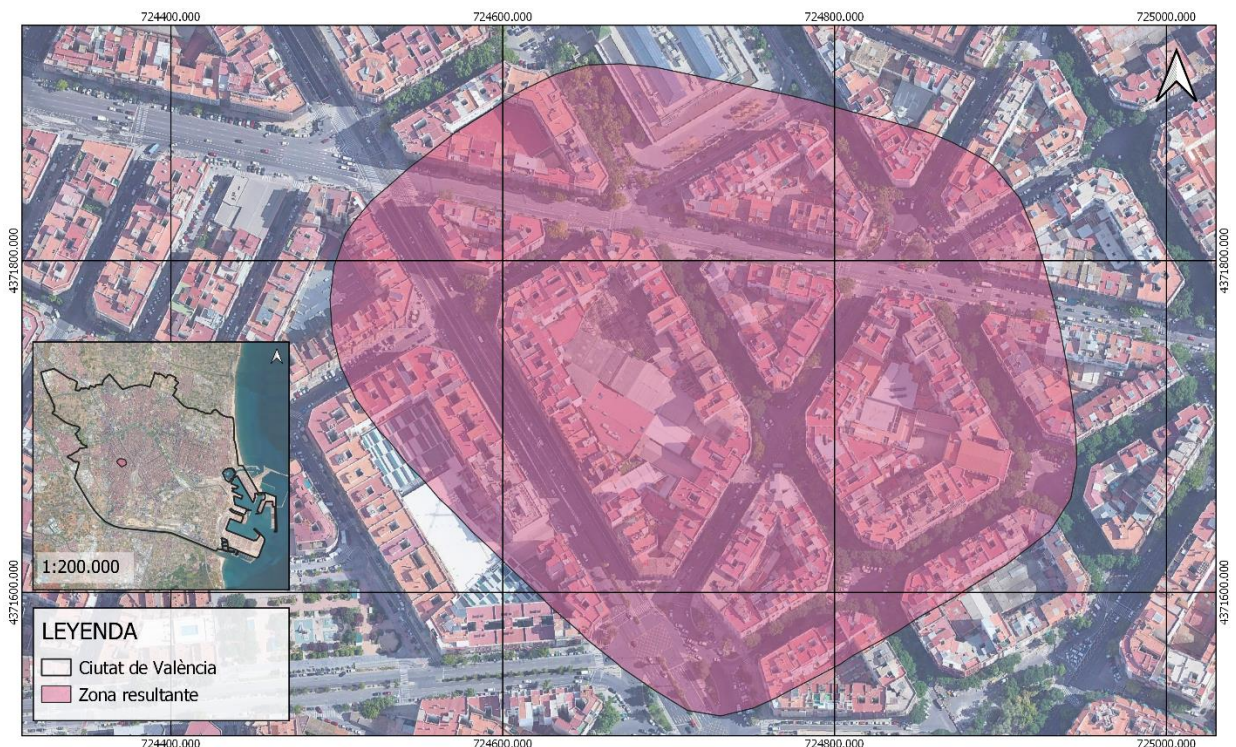 724400.000 724600.000 724800.000 725000.000
4371800.000 4371800.000
1:200.000
4371600.000 4371600.000
LEYENDA
Ciutat de València
Zona resultante
724400.000 724600.000 724800.000 725000.000